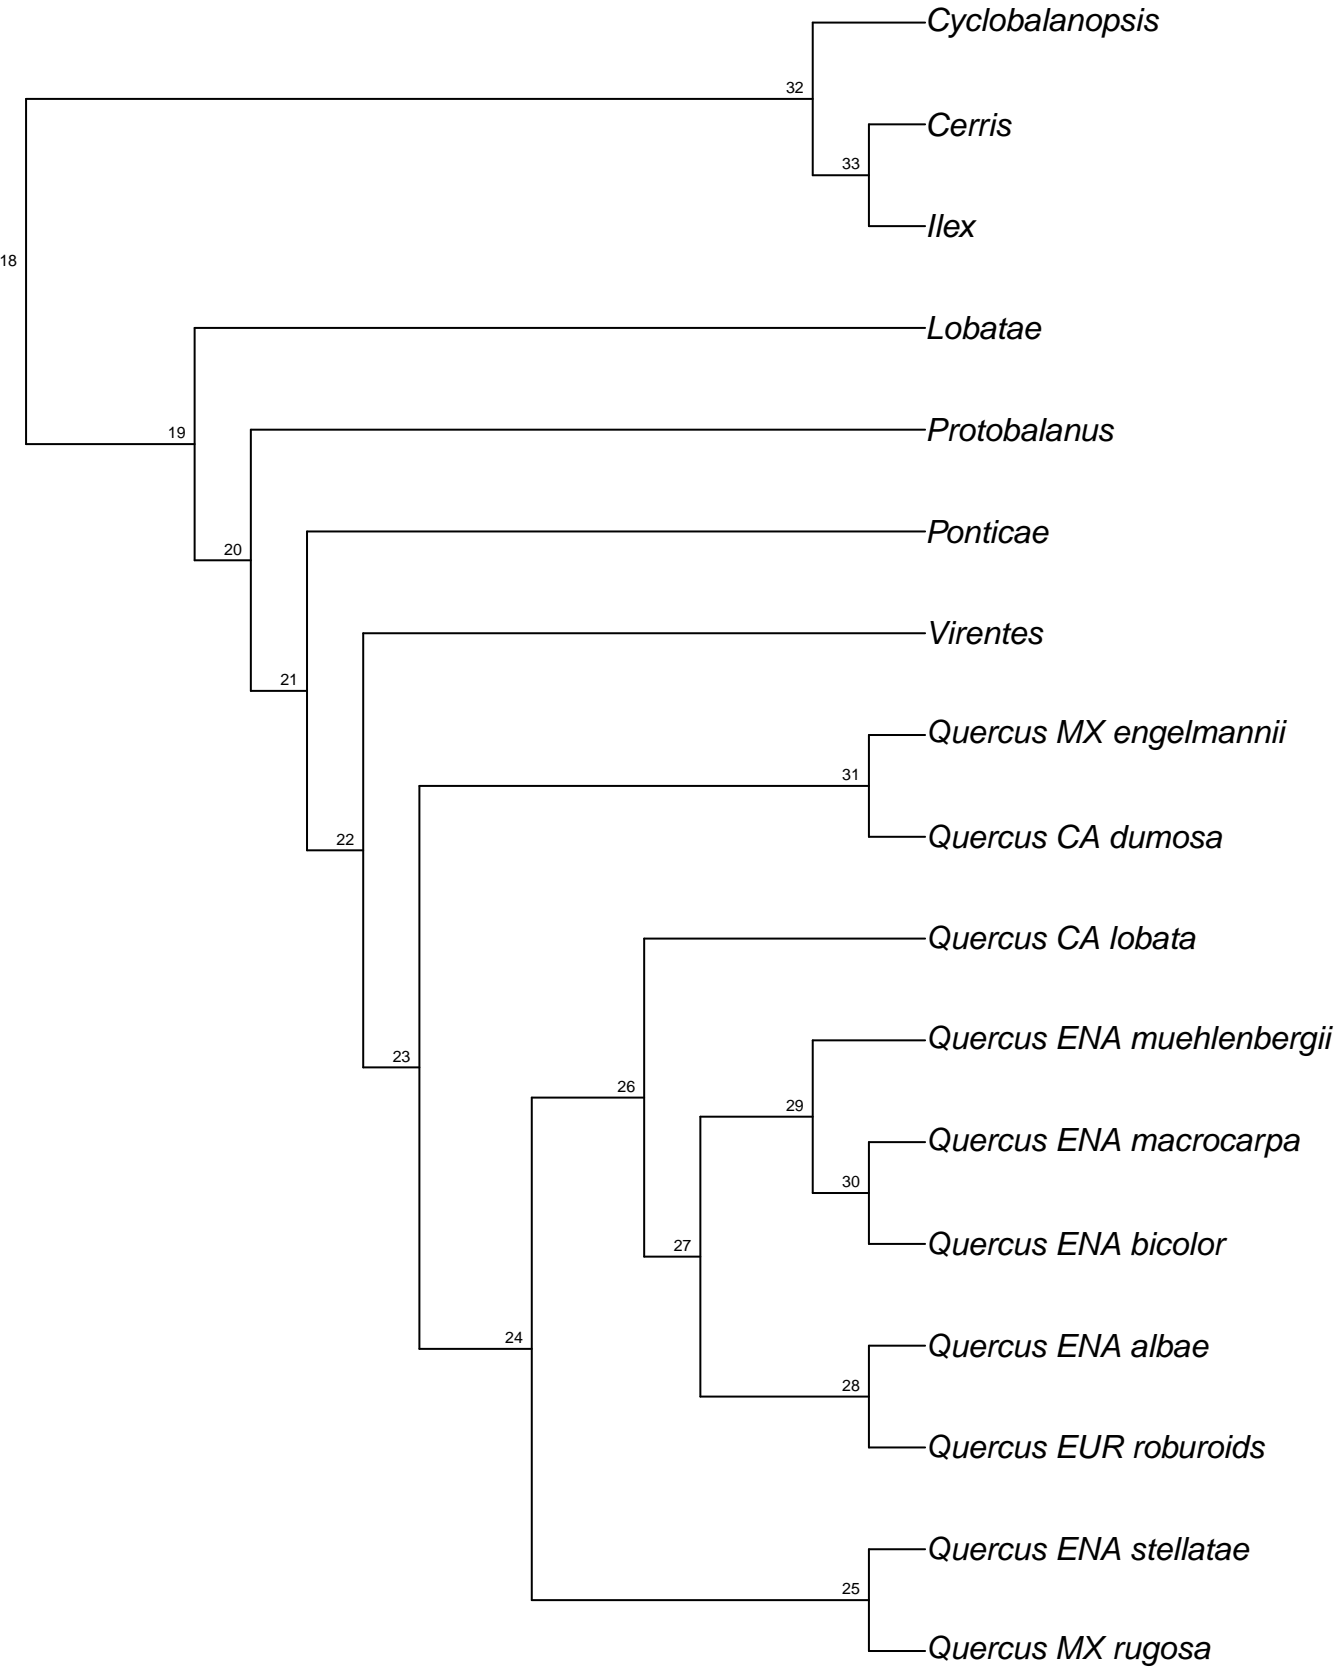 Cyclobalanopsis
32
Cerris
33
Ilex
18
Lobatae
Protobalanus
19
Ponticae
20
Virentes
21
Quercus MX engelmannii
31
Quercus CA dumosa
22
Quercus CA lobata
Quercus ENA muehlenbergii
23
26
29
Quercus ENA macrocarpa
30
Quercus ENA bicolor
27
24
Quercus ENA albae
28
Quercus EUR roburoids
Quercus ENA stellatae
25
Quercus MX rugosa